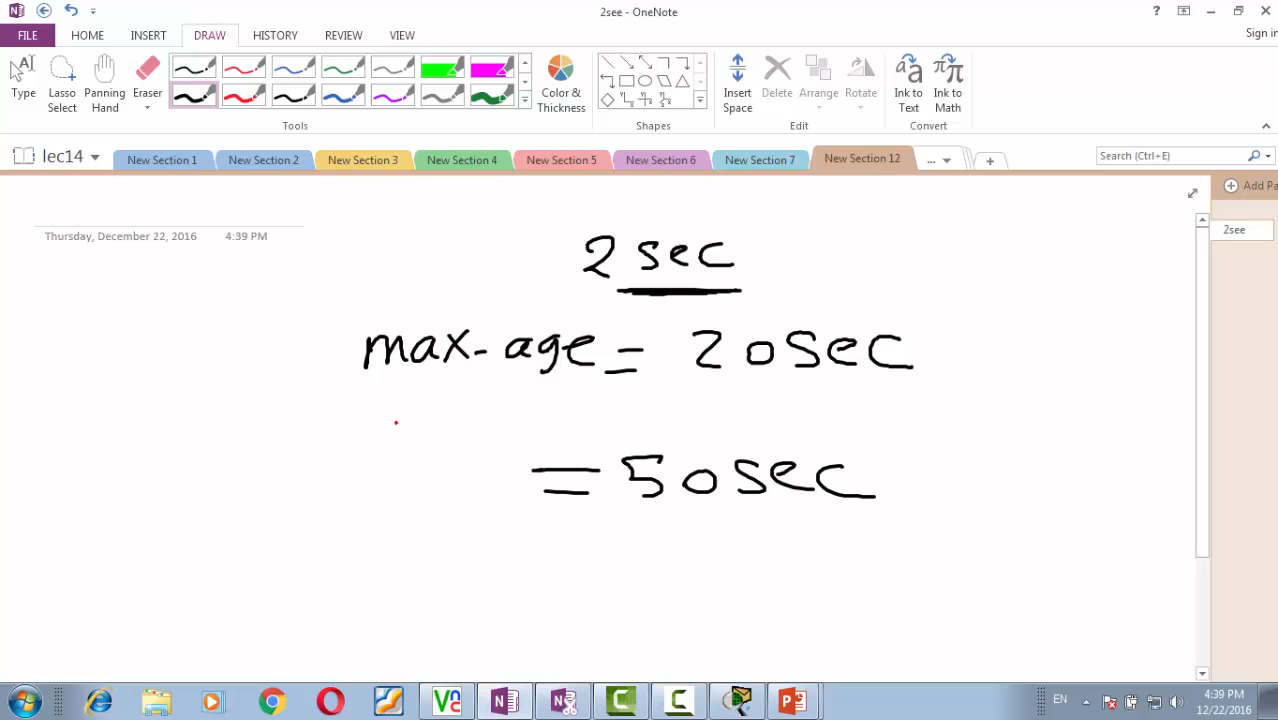 2see - OneNote
Sign in
FILE HOME INSERT DRAW HISTORY REVIEW VIEW
Type
Lasso Select
Panning Hand
Eraser
Color & Thickness
Insert Space
Delete
Arrange
Rotate
Ink to Text
Ink to Math
Tools
Shapes
Edit
Convert
lec14
New Section 1
New Section 2
New Section 3
New Section 4
New Section 5
New Section 6
New Section 7
New Section 12
...
Search (Ctrl+E)
Add Pa
2see
Thursday, December 22, 2016 4:39 PM
2 sec
max-age = 20sec
= 50sec
EN
4:39 PM
12/22/2016